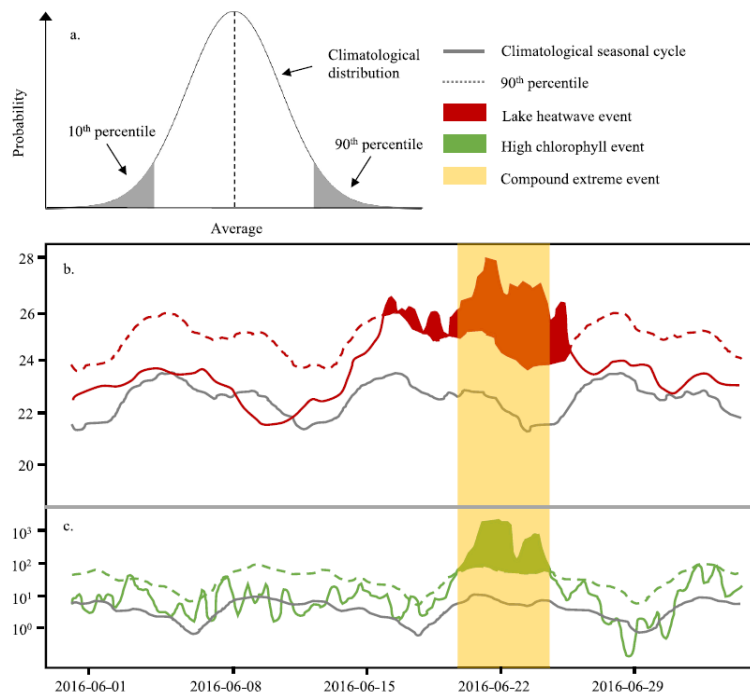 a.
Probability
Climatological
distribution
10th percentile
90th percentile
Average
Climatological seasonal cycle
90th percentile
Lake heatwave event
High chlorophyll event
Compound extreme event
b.
28
26
24
22
20
c.
10³
10²
10¹
10⁰
2016-06-01 2016-06-08 2016-06-15 2016-06-22 2016-06-29